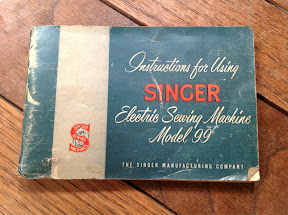 Instructions for Using
SINGER
Electric Sewing Machine
Model 99
THE SINGER MANUFACTURING COMPANY
S